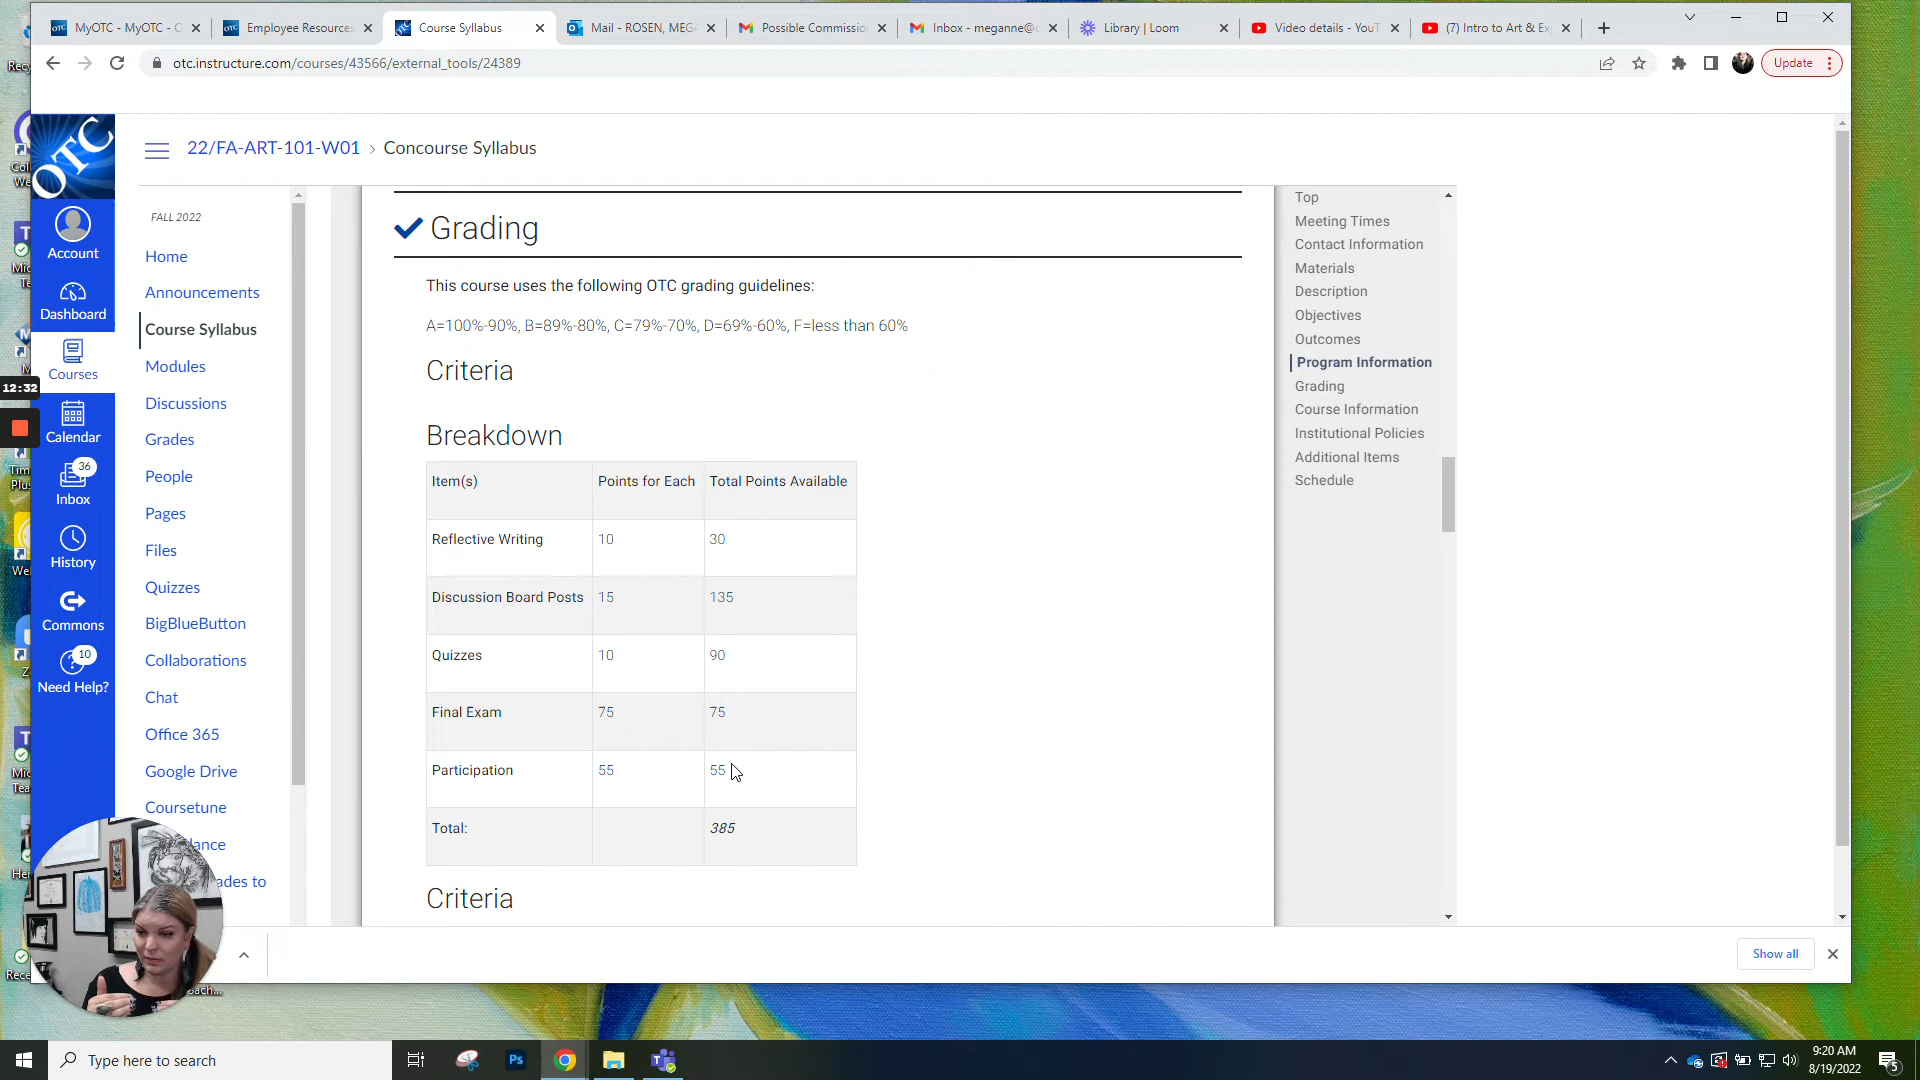 MyOTC - MyOTC - O
Employee Resources
Course Syllabus
Mail - ROSEN, MEGA
Possible Commissio
Inbox - meganne@c
Library | Loom
Video details - YouT
(7) Intro to Art & Ex
otc.instructure.com/courses/43566/external_tools/24389
Update
OTC
22/FA-ART-101-W01 > Concourse Syllabus
Account
Dashboard
Courses
12:32
Calendar
36
Inbox
History
Commons
10
Need Help?
FALL 2022
Home
Announcements
Course Syllabus
Modules
Discussions
Grades
People
Pages
Files
Quizzes
BigBlueButton
Collaborations
Chat
Office 365
Google Drive
Coursetune
ance
ades to
Grading
This course uses the following OTC grading guidelines:
A=100%-90%, B=89%-80%, C=79%-70%, D=69%-60%, F=less than 60%
Criteria
Breakdown
Item(s) Points for Each Total Points Available
Reflective Writing 10 30
Discussion Board Posts 15 135
Quizzes 10 90
Final Exam 75 75
Participation 55 55
Total: 385
Criteria
Top
Meeting Times
Contact Information
Materials
Description
Objectives
Outcomes
Program Information
Grading
Course Information
Institutional Policies
Additional Items
Schedule
Show all
Type here to search
Ps
9:20 AM
8/19/2022
5